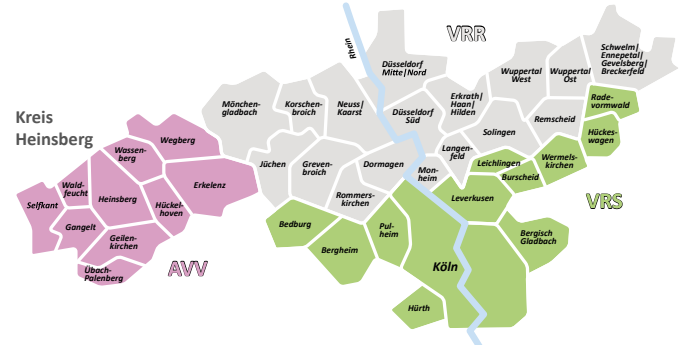 VRR
Rhein
Düsseldorf
Mitte|Nord
Schwelm|
Ennepetal|
Gevelsberg|
Breckerfeld
Wuppertal
West
Wuppertal
Ost
Mönchen-
gladbach
Korschen-
broich
Neuss|
Kaarst
Düsseldorf
Süd
Erkrath|
Haan|
Hilden
Rade-
vormwald
Kreis
Heinsberg
Solingen
Remscheid
Hückes-
wagen
Wegberg
Wassen-
berg
Jüchen
Greven-
broich
Dormagen
Langen-
feld
Mon-
heim
Leichlingen
Wermels-
kirchen
Burscheid
Wald-
feucht
Erkelenz
Heinsberg
Rommers-
kirchen
Leverkusen
VRS
Selfkant
Hückel-
hoven
Gangelt
Geilen-
kirchen
Bedburg
Pul-
heim
Bergisch
Gladbach
Bergheim
Übach-
Palenberg
AVV
Köln
Hürth